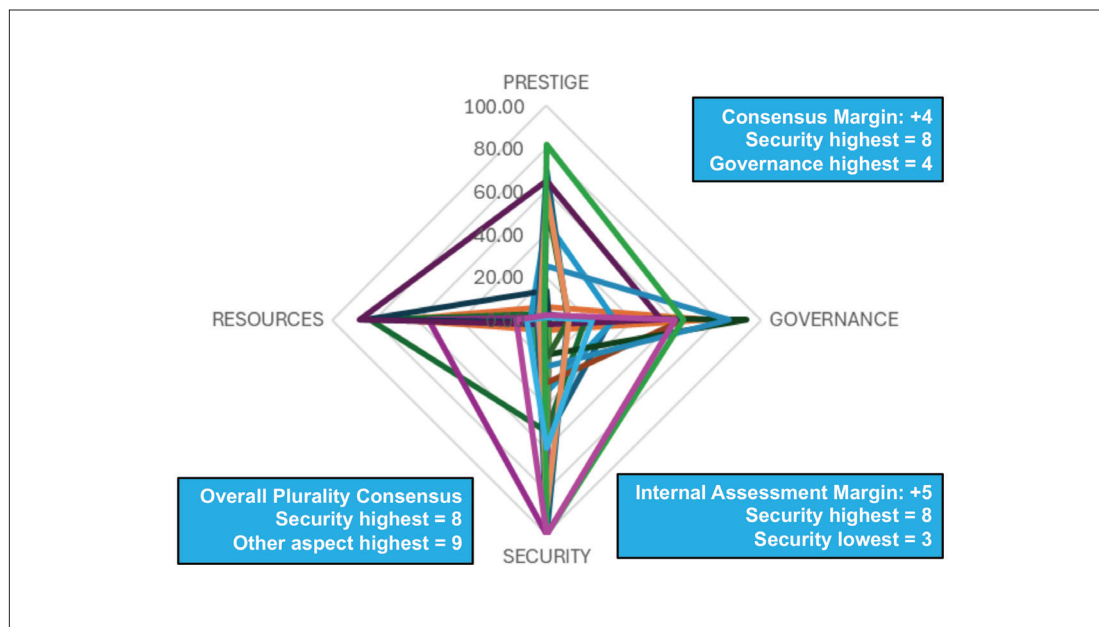 PRESTIGE
100.00
80.00
60.00
40.00
20.00
0.00
RESOURCES
GOVERNANCE
SECURITY
Consensus Margin: +4
Security highest = 8
Governance highest = 4
Overall Plurality Consensus
Security highest = 8
Other aspect highest = 9
Internal Assessment Margin: +5
Security highest = 8
Security lowest = 3